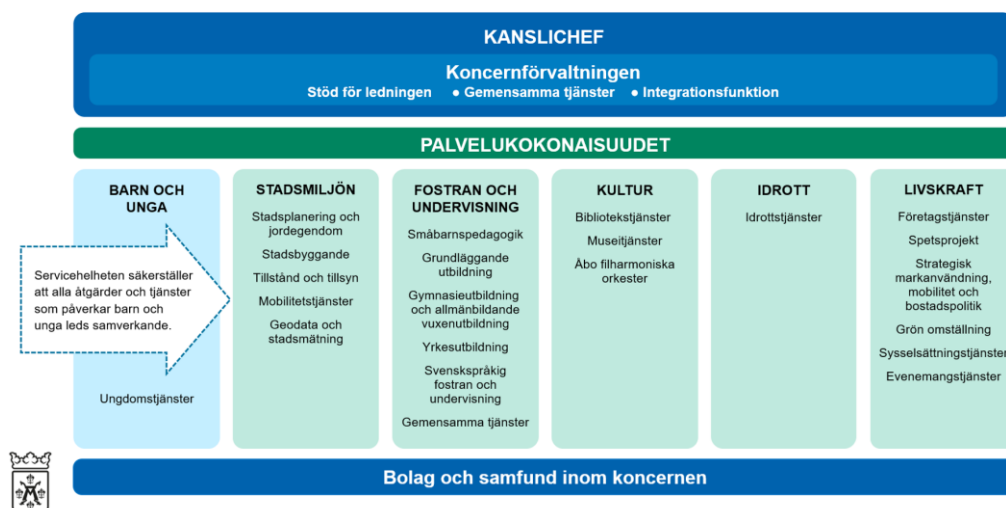 KANSLICHEF
Koncernförvaltningen
Stöd för ledningen ● Gemensamma tjänster ● Integrationsfunktion
PALVELUKOKONAISUUDET
BARN OCH
UNGA
Servicehelheten säkerställer
att alla åtgärder och tjänster
som påverkar barn och
unga leds samverkande.
Ungdomstjänster
STADSMILJÖN
Stadsplanering och
jordegendom
Stadsbyggande
Tillstånd och tillsyn
Mobilitetstjänster
Geodata och
stadsmätning
FOSTRAN OCH
UNDERVISNING
Småbarnspedagogik
Grundläggande
utbildning
Gymnasieutbildning
och allmänbildande
vuxenutbildning
Yrkesutbildning
Svenskspråkig
fostran och
undervisning
Gemensamma tjänster
KULTUR
Bibliotekstjänster
Museitjänster
Åbo filharmoniska
orkester
IDROTT
Idrottstjänster
LIVSKRAFT
Företagstjänster
Spetsprojekt
Strategisk
markanvändning,
mobilitet och
bostadspolitik
Grön omställning
Sysselsättningstjänster
Evenemangstjänster
Bolag och samfund inom koncernen